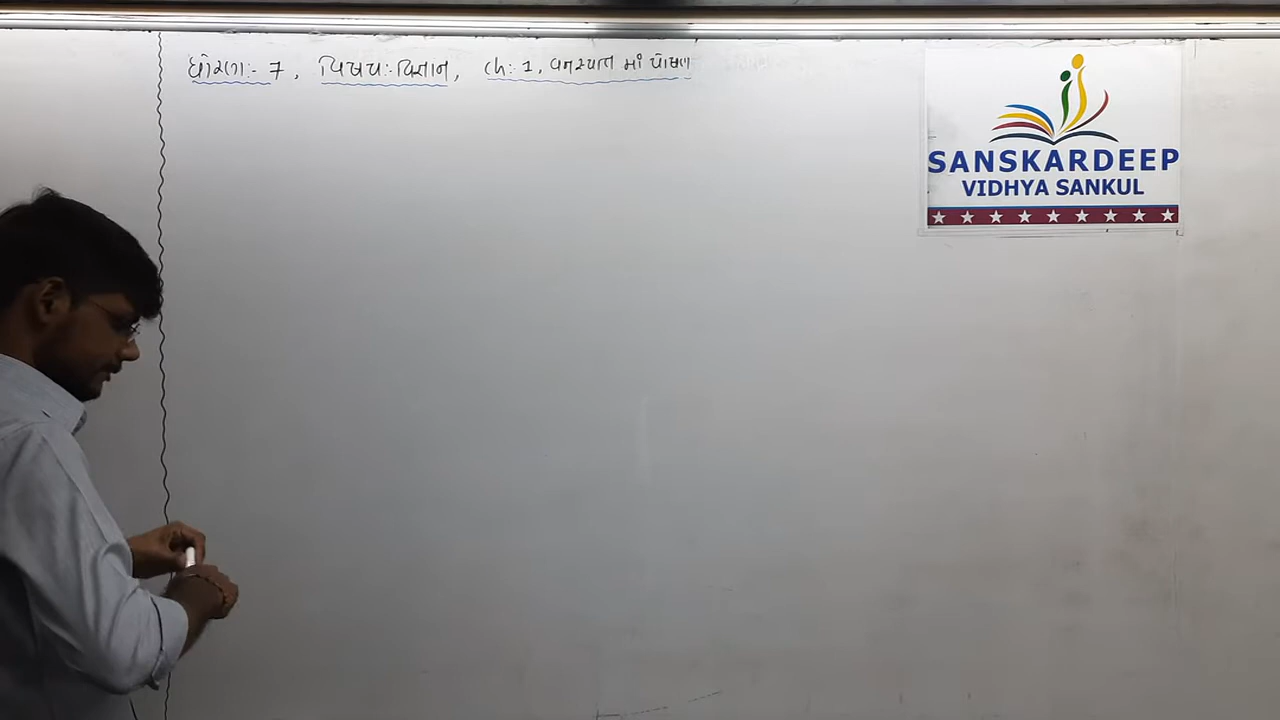 ધોરણ:- 7, વિષય:- વિજ્ઞાન, ch: 1, વનસ્પતિ માં પોષણ
SANSKARDEEP
VIDHYA SANKUL